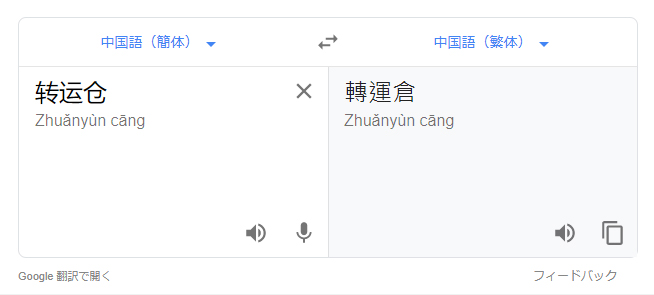 中国語（簡体）
中国語（繁体）
转运仓
Zhuǎnyùn cāng
轉運倉
Zhuǎnyùn cāng
Google 翻訳で開く
フィードバック